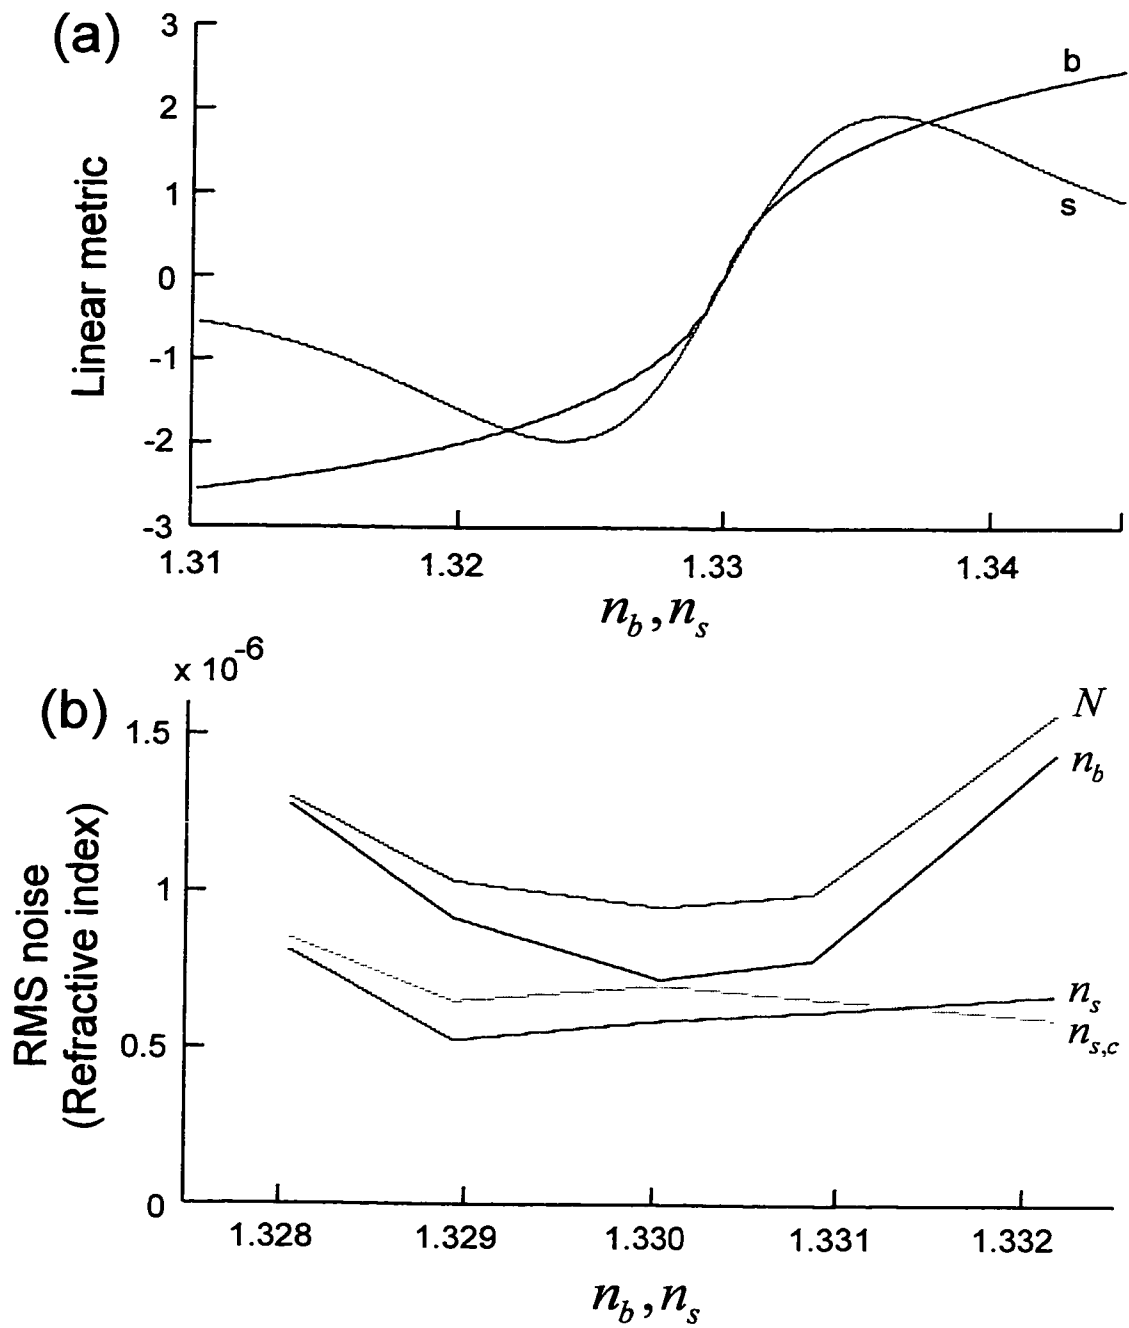 (a)
3
2
1
0
-1
-2
-3
Linear metric
b
s
1.31 1.32 1.33 1.34
n_b, n_s
x 10^-6
(b)
1.5
1
0.5
0
RMS noise
(Refractive index)
N
n_b
n_s
n_s,c
1.328 1.329 1.330 1.331 1.332
n_b, n_s